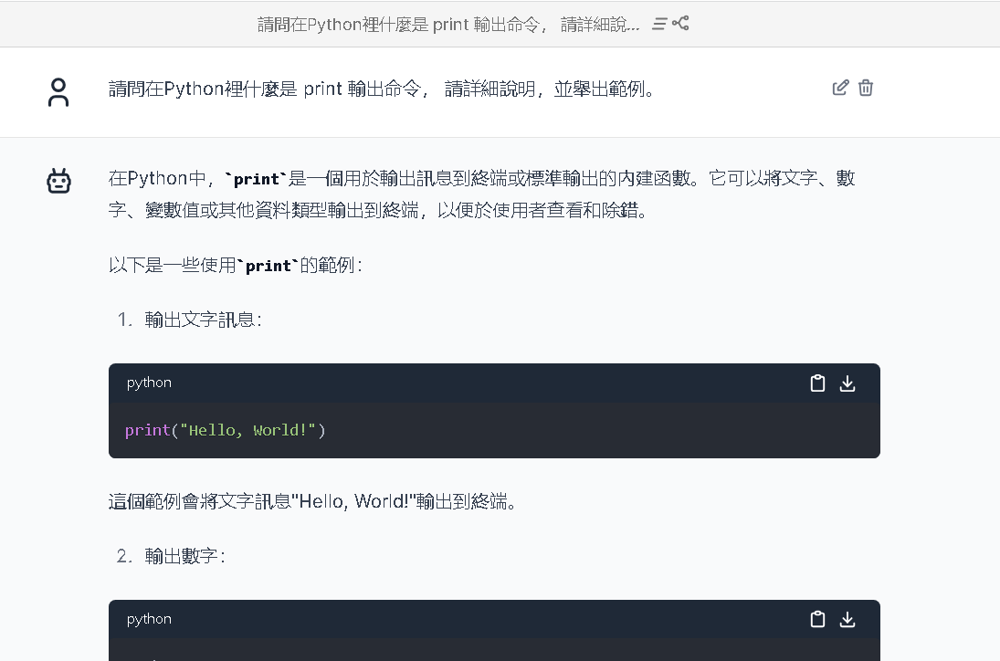 請問在Python裡什麼是 print 輸出命令， 請詳細說...
請問在Python裡什麼是 print 輸出命令， 請詳細說明，並舉出範例。
在Python中，`print`是一個用於輸出訊息到終端或標準輸出的內建函數。它可以將文字、數
字、變數值或其他資料類型輸出到終端，以便於使用者查看和除錯。
以下是一些使用`print`的範例：
1. 輸出文字訊息：
python
print("Hello, World!")
這個範例會將文字訊息"Hello, World!"輸出到終端。
2. 輸出數字：
python